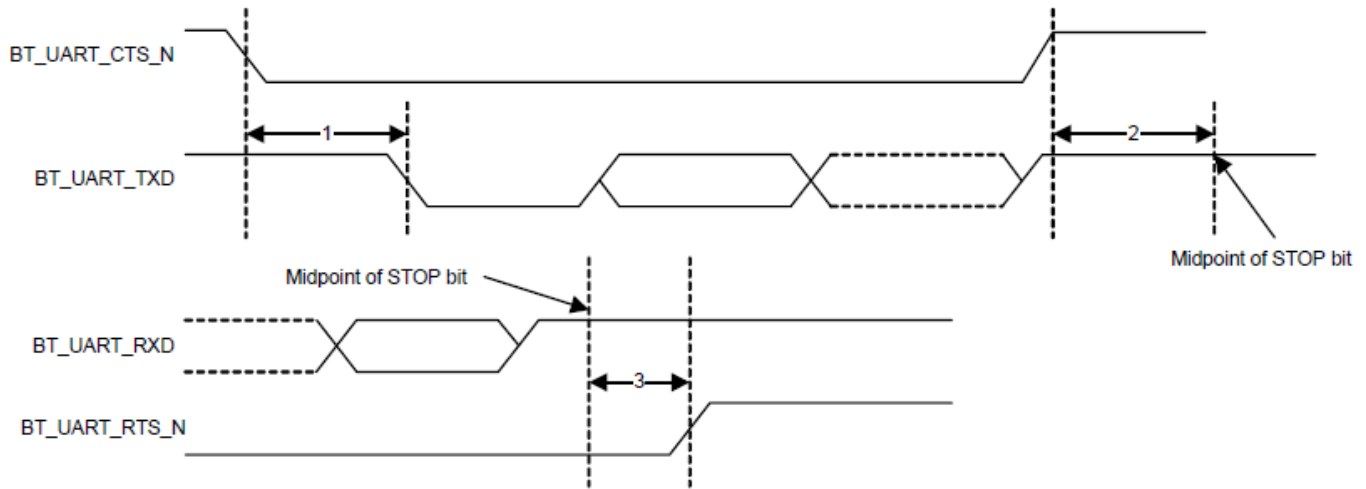 BT_UART_CTS_N
1
2
BT_UART_TXD
Midpoint of STOP bit
Midpoint of STOP bit
BT_UART_RXD
3
BT_UART_RTS_N